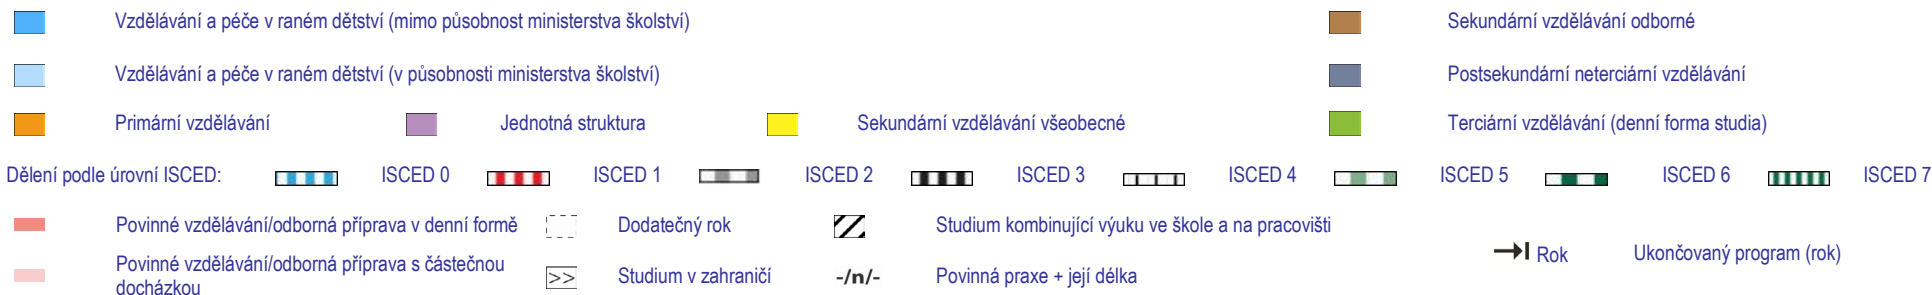 Vzdělávání a péče v raném dětství (mimo působnost ministerstva školství)
Sekundární vzdělávání odborné
Vzdělávání a péče v raném dětství (v působnosti ministerstva školství)
Postsekundární neterciární vzdělávání
Primární vzdělávání
Jednotná struktura
Sekundární vzdělávání všeobecné
Terciární vzdělávání (denní forma studia)
Dělení podle úrovní ISCED:
ISCED 0
ISCED 1
ISCED 2
ISCED 3
ISCED 4
ISCED 5
ISCED 6
ISCED 7
Povinné vzdělávání/odborná příprava v denní formě
Dodatečný rok
Studium kombinující výuku ve škole a na pracovišti
Rok
Ukončovaný program (rok)
Povinné vzdělávání/odborná příprava s částečnou
docházkou
>>
Studium v zahraničí
-/n/-
Povinná praxe + její délka